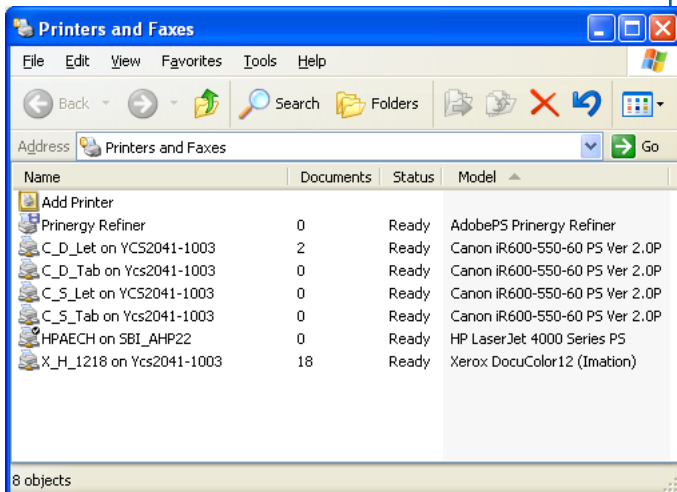 Printers and Faxes
File Edit View Favorites Tools Help
Back Search Folders
Address Printers and Faxes Go
Name Documents Status Model
Add Printer
Prinergy Refiner 0 Ready AdobePS Prinergy Refiner
C_D_Let on YCS2041-1003 2 Ready Canon iR600-550-60 PS Ver 2.0P
C_D_Tab on Ycs2041-1003 0 Ready Canon iR600-550-60 PS Ver 2.0P
C_S_Let on YCS2041-1003 0 Ready Canon iR600-550-60 PS Ver 2.0P
C_S_Tab on Ycs2041-1003 0 Ready Canon iR600-550-60 PS Ver 2.0P
HPAECH on SBI_AHP22 0 Ready HP LaserJet 4000 Series PS
X_H_1218 on Ycs2041-1003 18 Ready Xerox DocuColor12 (Imation)
8 objects